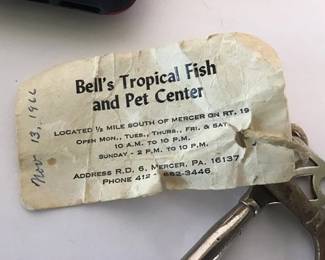 Bell's Tropical Fish
and Pet Center
LOCATED ½ MILE SOUTH OF MERCER ON RT. 19
OPEN MON., TUES., THURS., FRI. & SAT.
10 A.M. TO 10 P.M.
SUNDAY - 2 P.M. TO 10 P.M.
ADDRESS R.D. 6, MERCER, PA. 16137
PHONE 412 - 662-3446
Nov 13, 1966